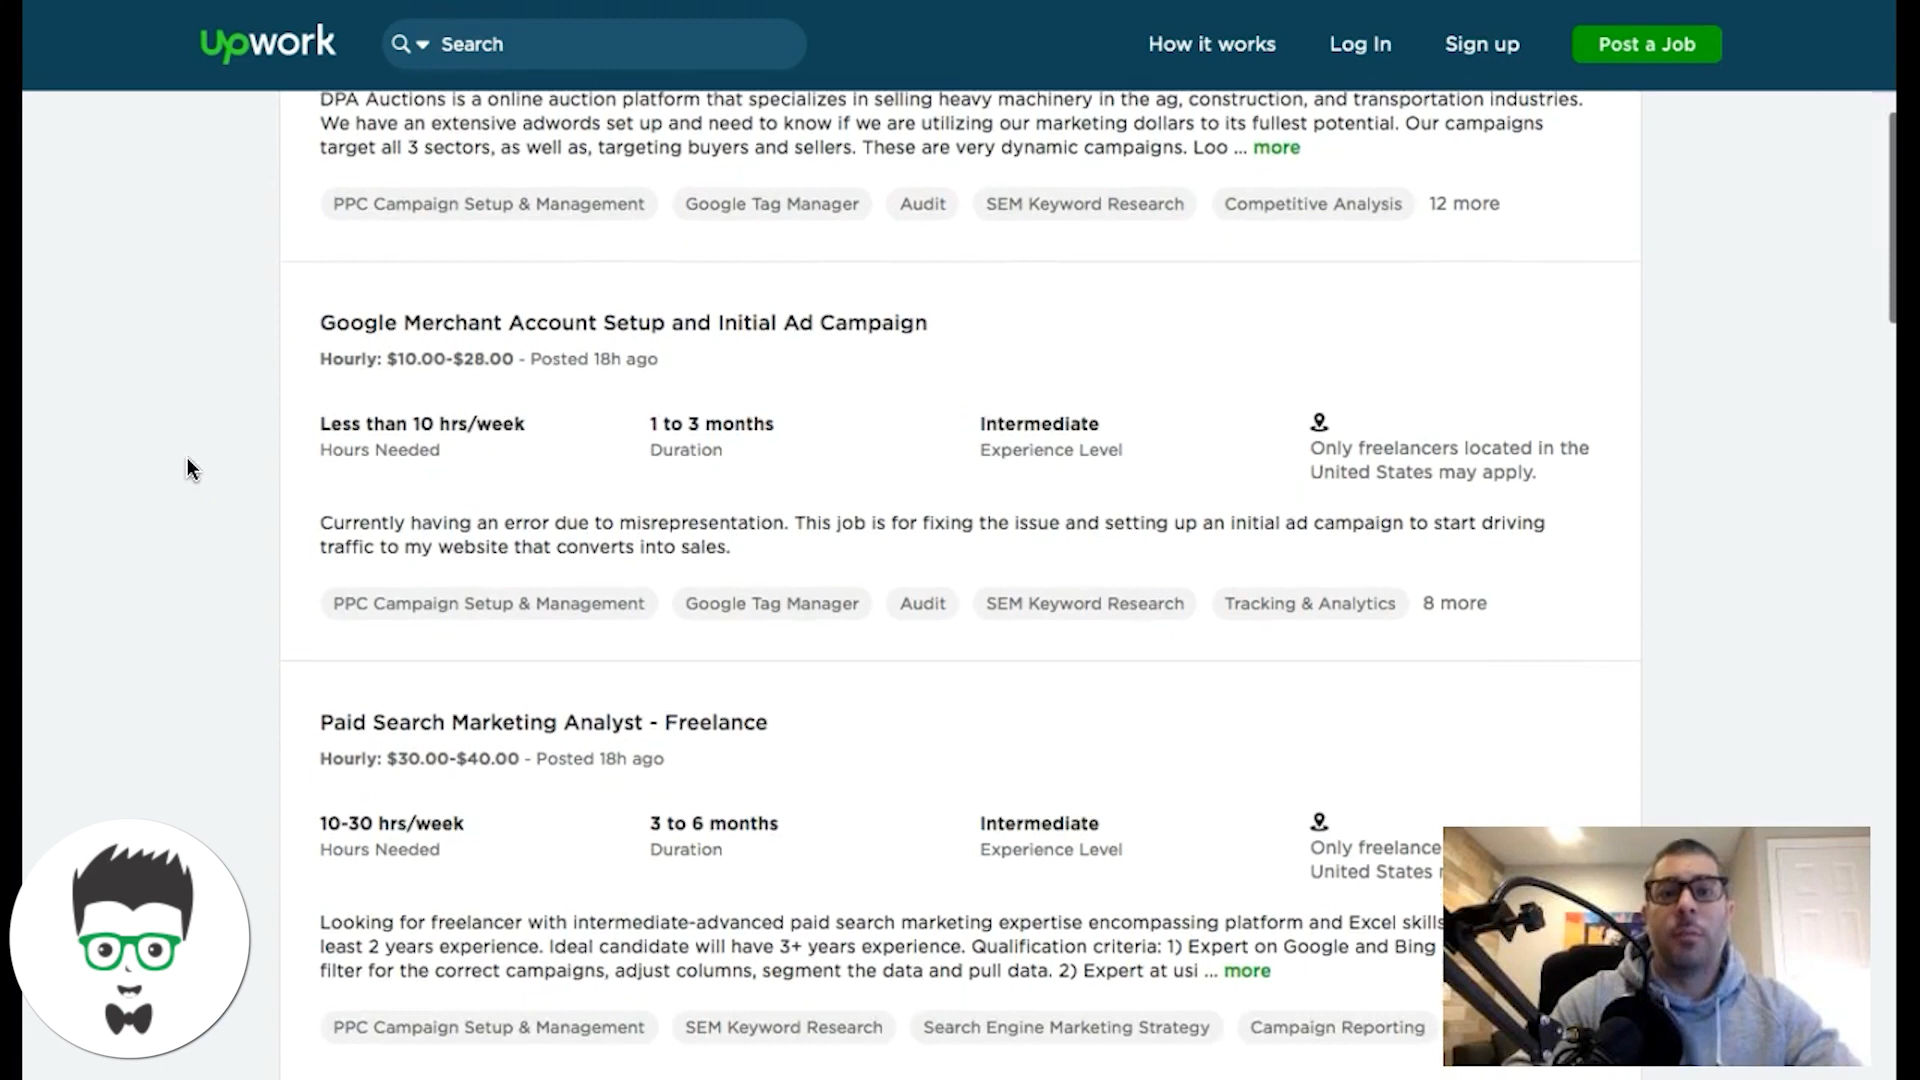 Upwork
Search
How it works
Log In
Sign up
Post a Job
DPA Auctions is a online auction platform that specializes in selling heavy machinery in the ag, construction, and transportation industries.
We have an extensive adwords set up and need to know if we are utilizing our marketing dollars to its fullest potential. Our campaigns
target all 3 sectors, as well as, targeting buyers and sellers. These are very dynamic campaigns. Loo ... more
PPC Campaign Setup & Management
Google Tag Manager
Audit
SEM Keyword Research
Competitive Analysis
12 more
Google Merchant Account Setup and Initial Ad Campaign
Hourly: $10.00-$28.00 - Posted 18h ago
Less than 10 hrs/week
1 to 3 months
Intermediate
Hours Needed
Duration
Experience Level
Only freelancers located in the
United States may apply.
Currently having an error due to misrepresentation. This job is for fixing the issue and setting up an initial ad campaign to start driving
traffic to my website that converts into sales.
PPC Campaign Setup & Management
Google Tag Manager
Audit
SEM Keyword Research
Tracking & Analytics
8 more
Paid Search Marketing Analyst - Freelance
Hourly: $30.00-$40.00 - Posted 18h ago
10-30 hrs/week
3 to 6 months
Intermediate
Hours Needed
Duration
Experience Level
Only freelance
United States
Looking for freelancer with intermediate-advanced paid search marketing expertise encompassing platform and Excel skills
least 2 years experience. Ideal candidate will have 3+ years experience. Qualification criteria: 1) Expert on Google and Bing
filter for the correct campaigns, adjust columns, segment the data and pull data. 2) Expert at usi ... more
PPC Campaign Setup & Management
SEM Keyword Research
Search Engine Marketing Strategy
Campaign Reporting